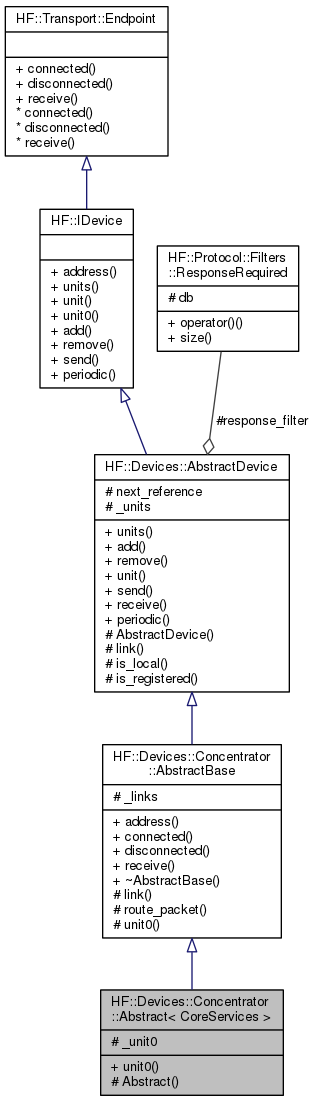 HF::Transport::Endpoint
+ connected()
+ disconnected()
+ receive()
* connected()
* disconnected()
* receive()
HF::IDevice
+ address()
+ units()
+ unit()
+ unit0()
+ add()
+ remove()
+ send()
+ periodic()
HF::Protocol::Filters
::ResponseRequired
# db
+ operator()()
+ size()
#response_filter
HF::Devices::AbstractDevice
# next_reference
# _units
+ units()
+ add()
+ remove()
+ unit()
+ send()
+ receive()
+ periodic()
# AbstractDevice()
# link()
# is_local()
# is_registered()
HF::Devices::Concentrator
::AbstractBase
# _links
+ address()
+ connected()
+ disconnected()
+ receive()
+ ~AbstractBase()
# link()
# route_packet()
# unit0()
HF::Devices::Concentrator
::Abstract< CoreServices >
# _unit0
+ unit0()
# Abstract()